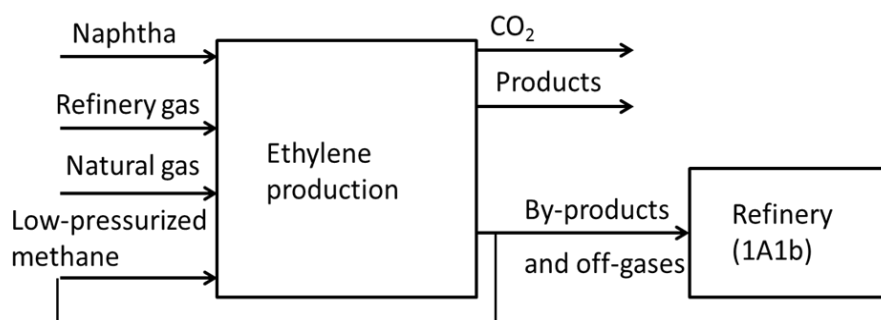 Naphtha
Refinery gas
Natural gas
Low-pressurized
methane
Ethylene
production
CO₂
Products
By-products
and off-gases
Refinery
(1A1b)